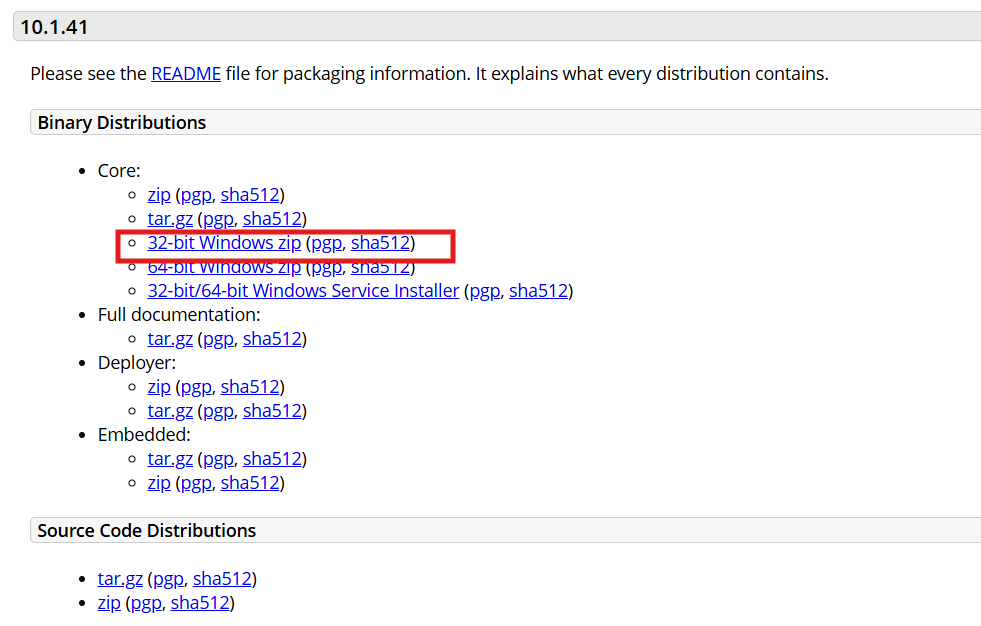 10.1.41
Please see the README file for packaging information. It explains what every distribution contains.
Binary Distributions
Core:
zip (pgp, sha512)
tar.gz (pgp, sha512)
32-bit Windows zip (pgp, sha512)
64-bit Windows zip (pgp, sha512)
32-bit/64-bit Windows Service Installer (pgp, sha512)
Full documentation:
tar.gz (pgp, sha512)
Deployer:
zip (pgp, sha512)
tar.gz (pgp, sha512)
Embedded:
tar.gz (pgp, sha512)
zip (pgp, sha512)
Source Code Distributions
tar.gz (pgp, sha512)
zip (pgp, sha512)